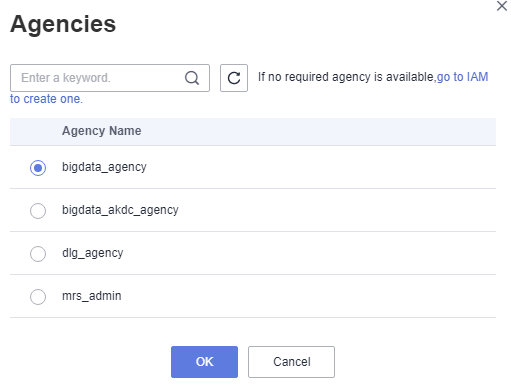 Agencies
Enter a keyword.
If no required agency is available,go to IAM
to create one.
Agency Name
bigdata_agency
bigdata_akdc_agency
dlg_agency
mrs_admin
OK Cancel